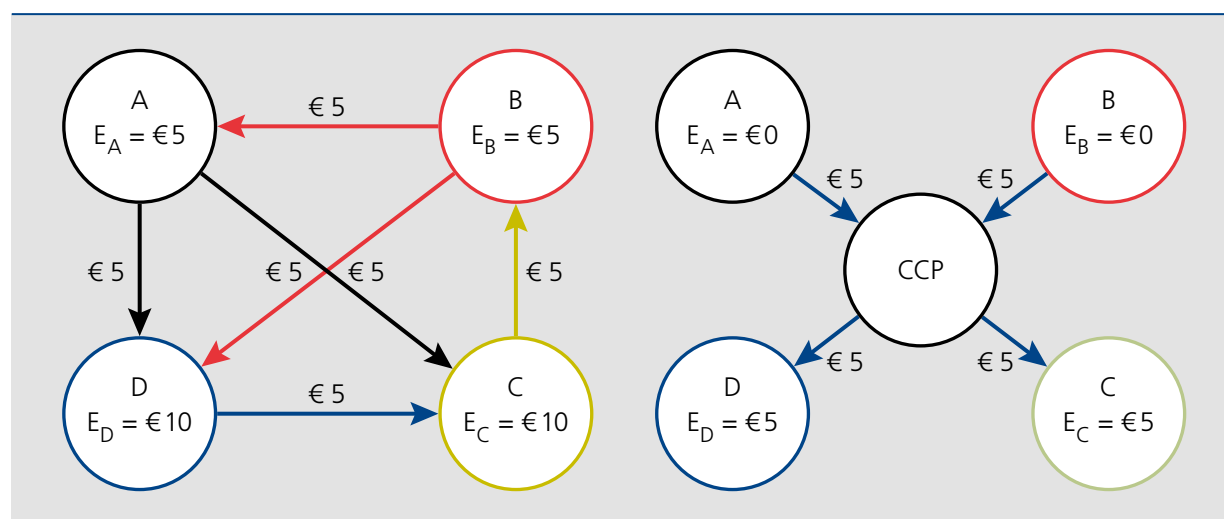 A
E_A = €5
€ 5
B
E_B = €5
€ 5
€ 5
€ 5
€ 5
D
E_D = €10
€ 5
C
E_C = €10
A
E_A = €0
B
E_B = €0
€ 5
€ 5
CCP
€ 5
€ 5
D
E_D = €5
C
E_C = €5